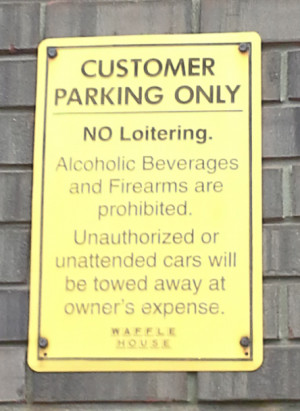 CUSTOMER
PARKING ONLY
NO Loitering.
Alcoholic Beverages
and Firearms are
prohibited.
Unauthorized or
unattended cars will
be towed away at
owner's expense.
WAFFLE
HOUSE